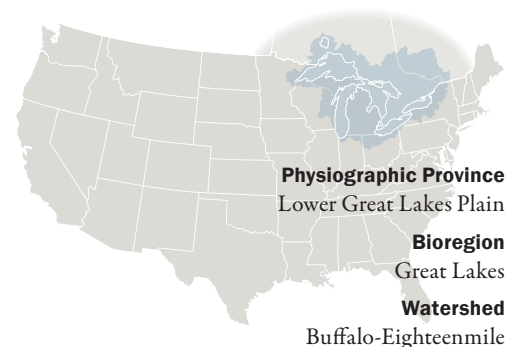 Physiographic Province
Lower Great Lakes Plain
Bioregion
Great Lakes
Watershed
Buffalo-Eighteenmile